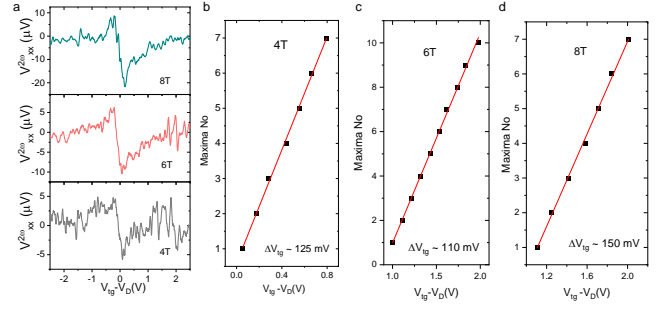 a
V²ω xx (μV)
10
0
-10
-20
8T
V²ω xx (μV)
5
0
-5
-10
6T
V²ω xx (μV)
5
0
-5
4T
-2
-1
0
1
2
Vtg-VD(V)
b
4T
Maxima No
7
6
5
4
3
2
1
ΔVtg ~ 125 mV
0.0
0.4
0.8
Vtg-VD(V)
c
6T
Maxima No
10
8
6
4
2
0
ΔVtg ~ 110 mV
1.0
1.5
2.0
Vtg-VD(V)
d
8T
Maxima No
7
6
5
4
3
2
1
ΔVtg ~ 150 mV
1.2
1.6
2.0
Vtg-VD(V)